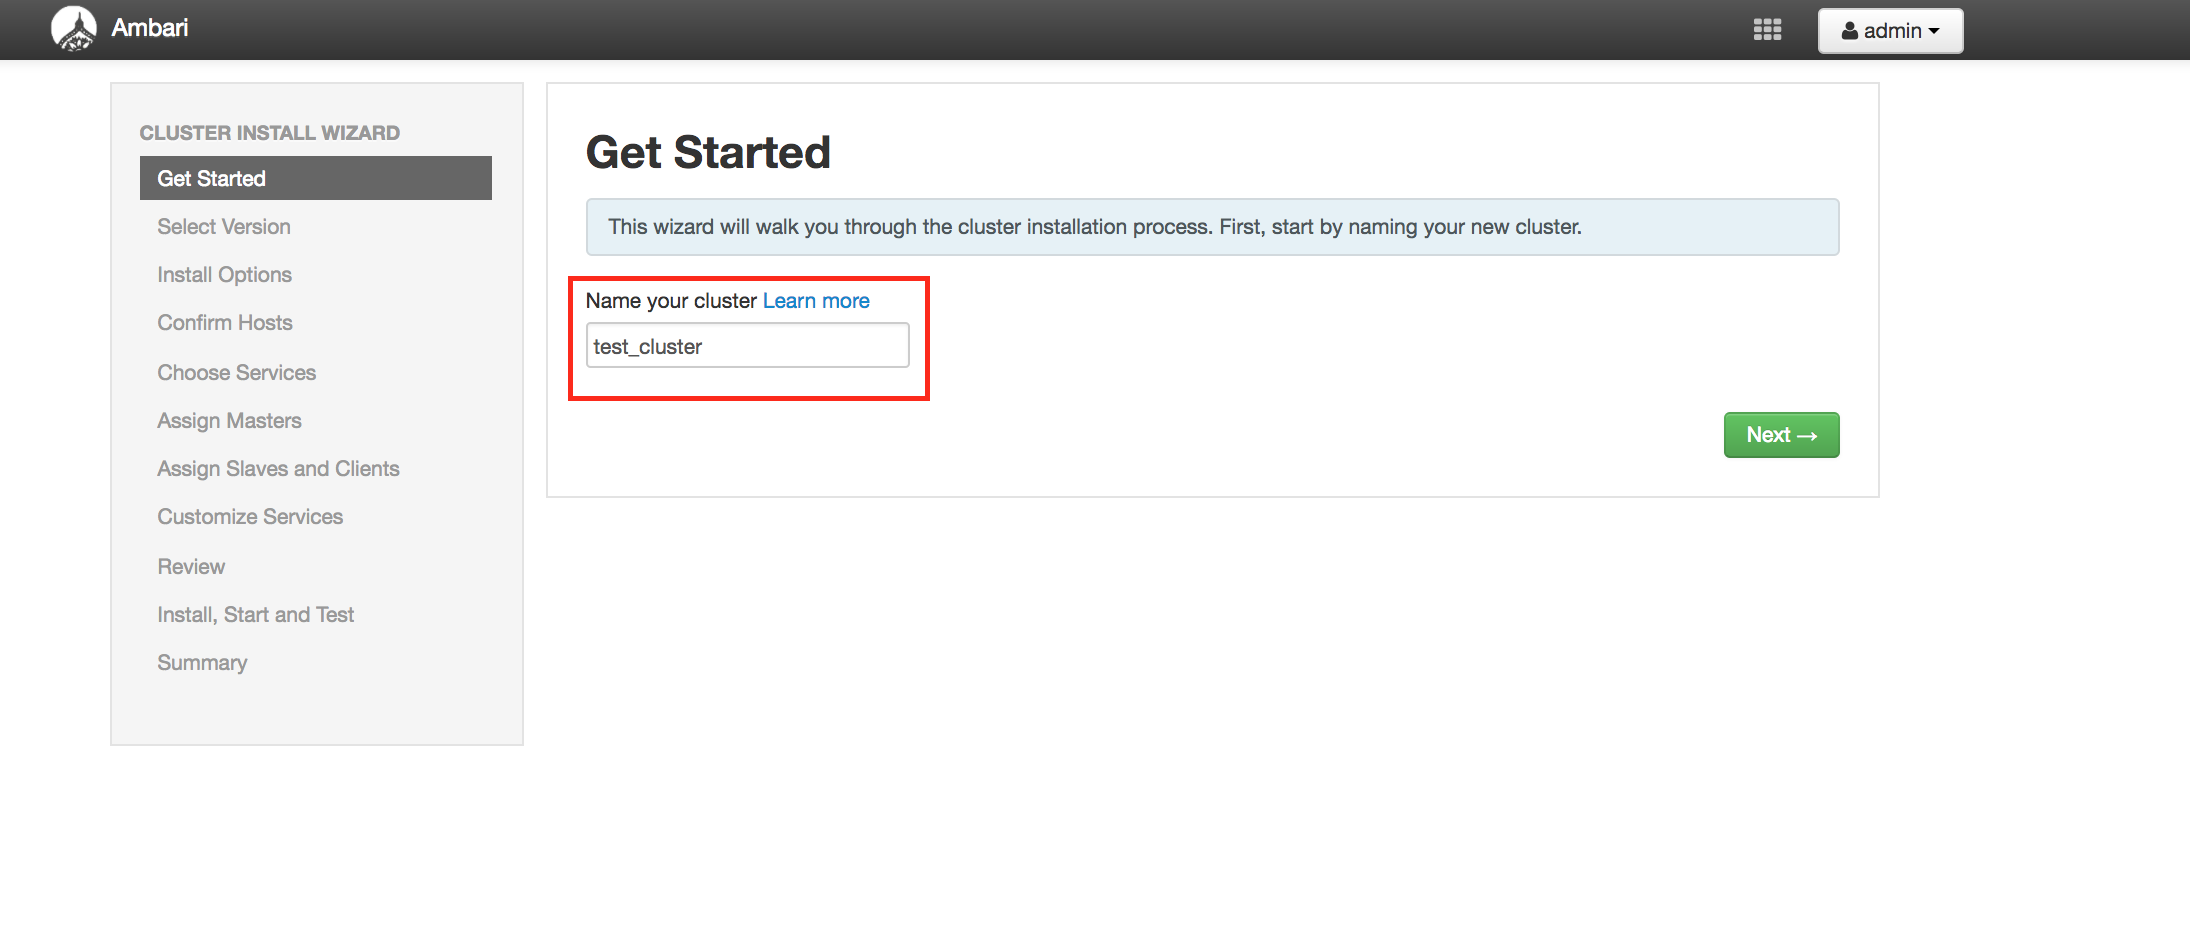 Ambari
admin
CLUSTER INSTALL WIZARD
Get Started
Select Version
Install Options
Confirm Hosts
Choose Services
Assign Masters
Assign Slaves and Clients
Customize Services
Review
Install, Start and Test
Summary
Get Started
This wizard will walk you through the cluster installation process. First, start by naming your new cluster.
Name your cluster Learn more
test_cluster
Next →